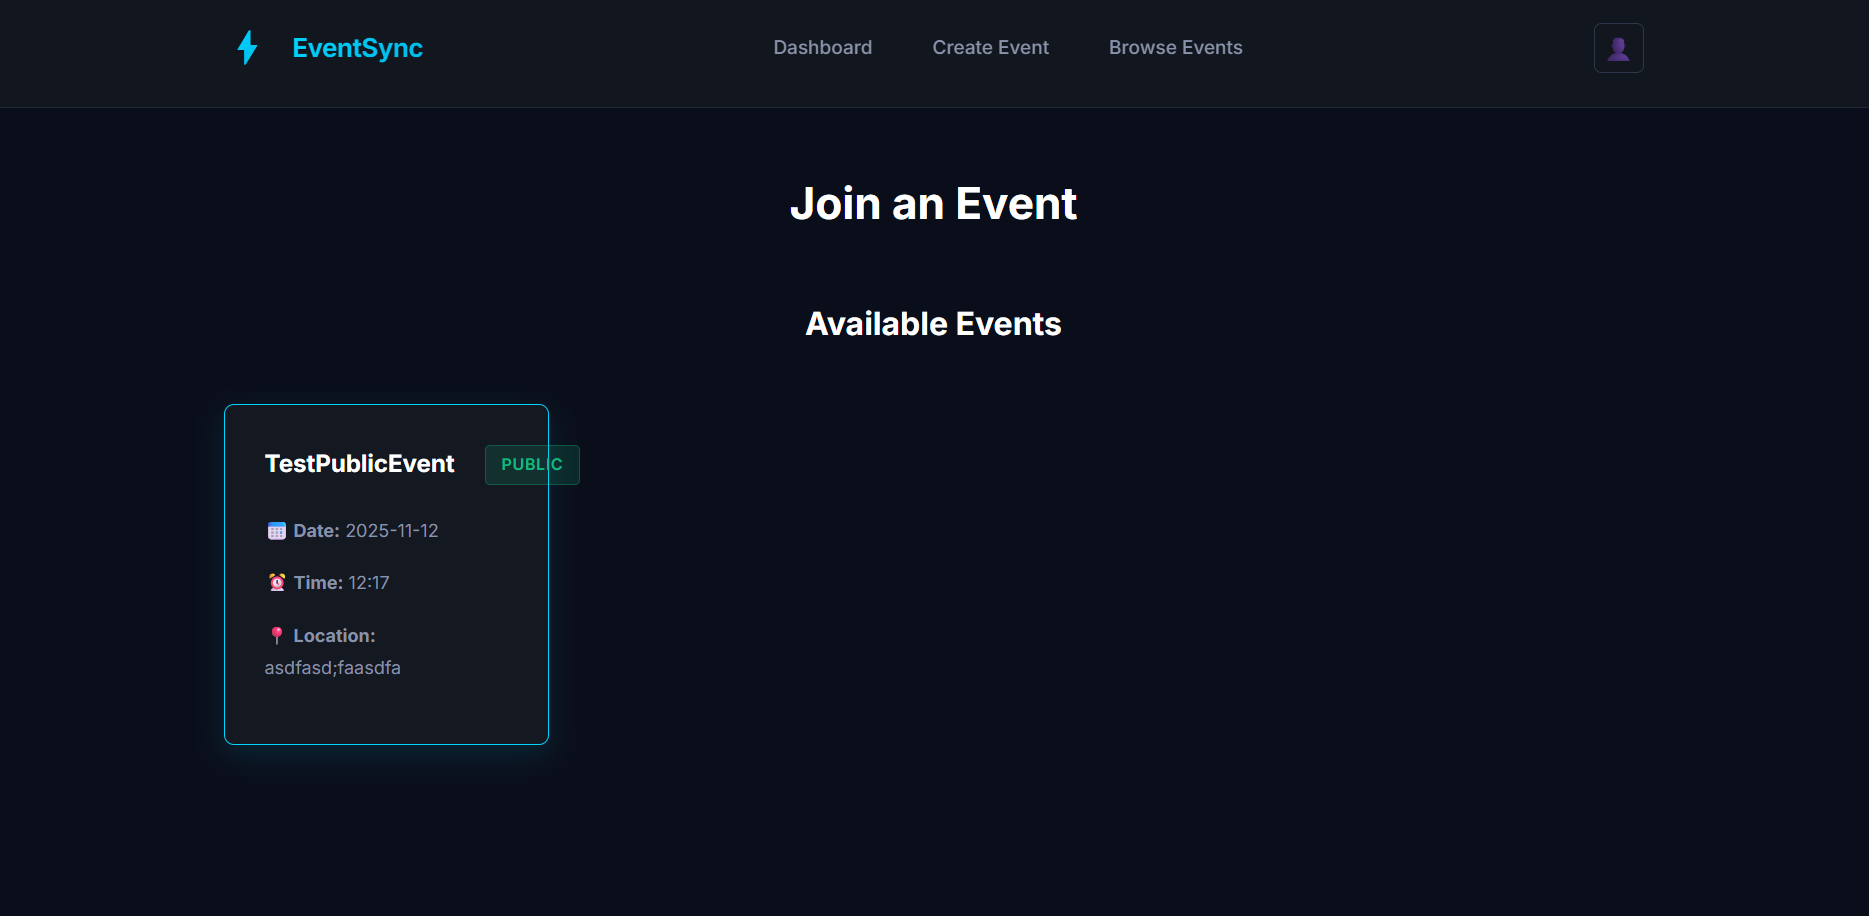 EventSync
Dashboard
Create Event
Browse Events
Join an Event
Available Events
TestPublicEvent
PUBLIC
Date: 2025-11-12
Time: 12:17
Location:
asdfasd;faasdfa